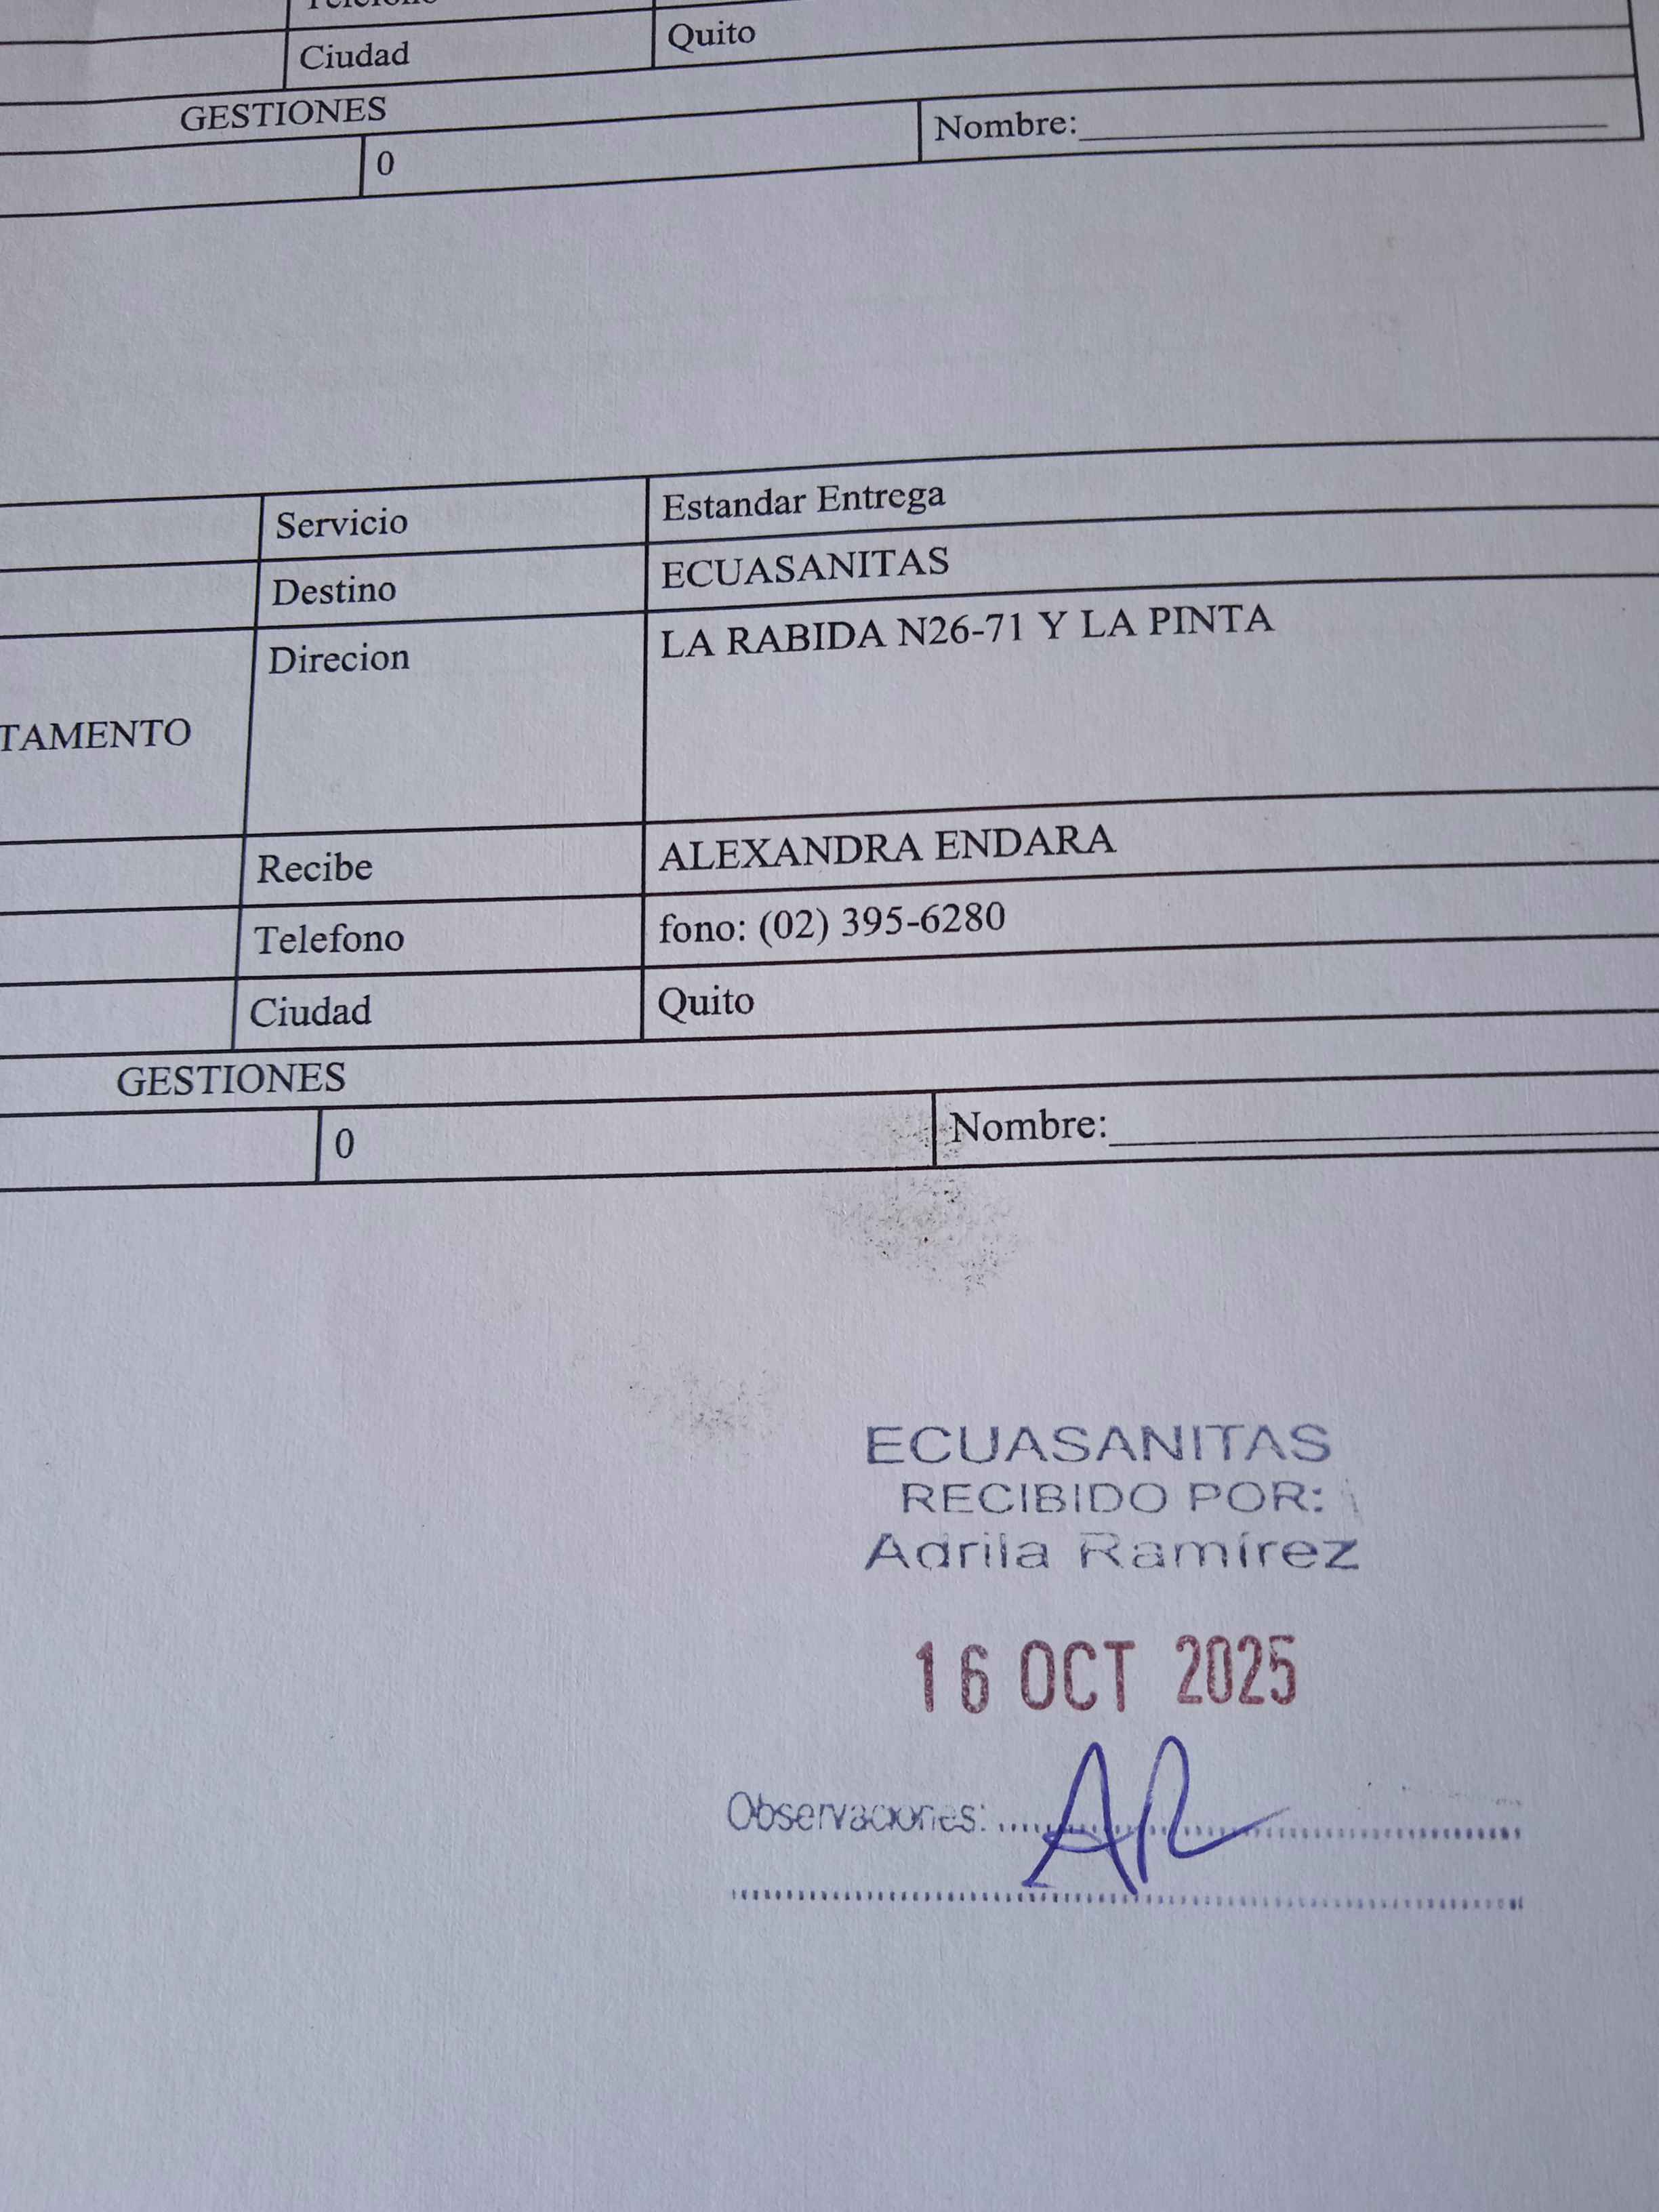 Telefono
Ciudad Quito
GESTIONES
0 Nombre:
Servicio Estandar Entrega
Destino ECUASANITAS
Direcion LA RABIDA N26-71 Y LA PINTA
TAMENTO
Recibe ALEXANDRA ENDARA
Telefono fono: (02) 395-6280
Ciudad Quito
GESTIONES
0 Nombre:
ECUASANITAS
RECIBIDO POR:
Adrila Ramírez
16 OCT 2025
Observaciones:
AR